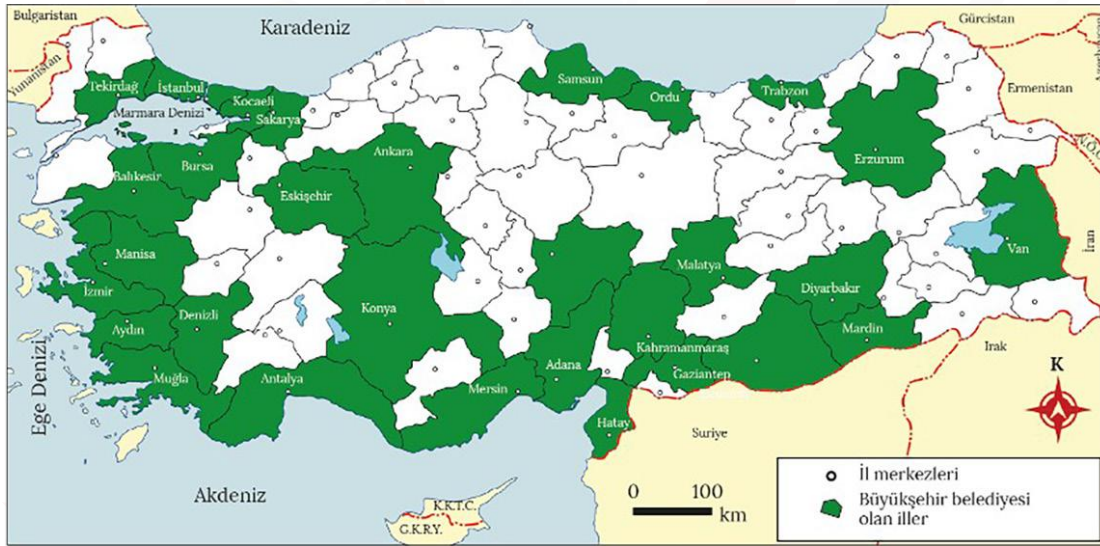 Bulgaristan
Karadeniz
Gürcistan
Yunanistan
Tekirdağ
İstanbul
Kocaeli
Marmara Denizi
Sakarya
Samsun
Ordu
Trabzon
Ermenistan
Bursa
Ankara
Erzurum
Balıkesir
Eskişehir
Manisa
Malatya
Van
İran
İzmir
Konya
Diyarbakır
Aydın
Denizli
Mardin
Kahramanmaraş
Adana
Muğla
Antalya
Mersin
Gazianten
Irak
K
Ege Denizi
Hatay
Suriye
Akdeniz
K.K.T.C.
G.K.R.Y.
0 100
km
İl merkezleri
Büyükşehir belediyesi
olan iller